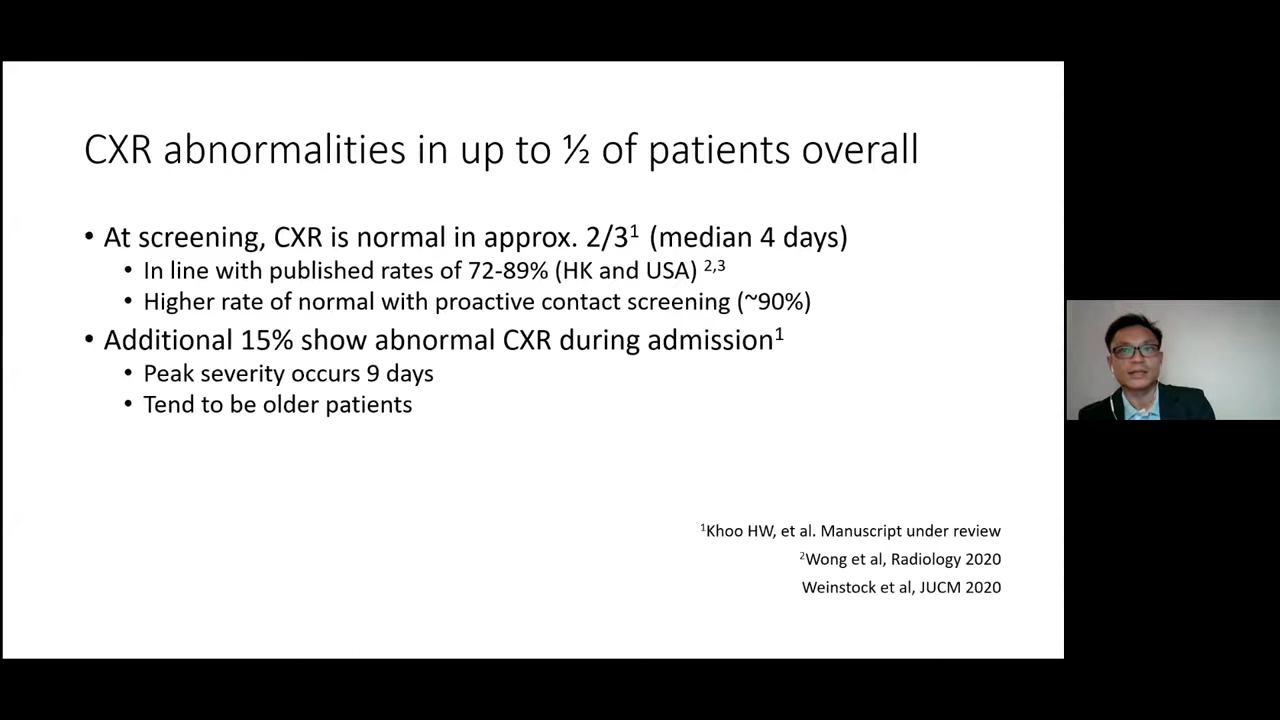 CXR abnormalities in up to ½ of patients overall
• At screening, CXR is normal in approx. 2/3¹ (median 4 days)
• In line with published rates of 72-89% (HK and USA) ²,³
• Higher rate of normal with proactive contact screening (~90%)
• Additional 15% show abnormal CXR during admission¹
• Peak severity occurs 9 days
• Tend to be older patients
¹Khoo HW, et al. Manuscript under review
²Wong et al, Radiology 2020
Weinstock et al, JUCM 2020